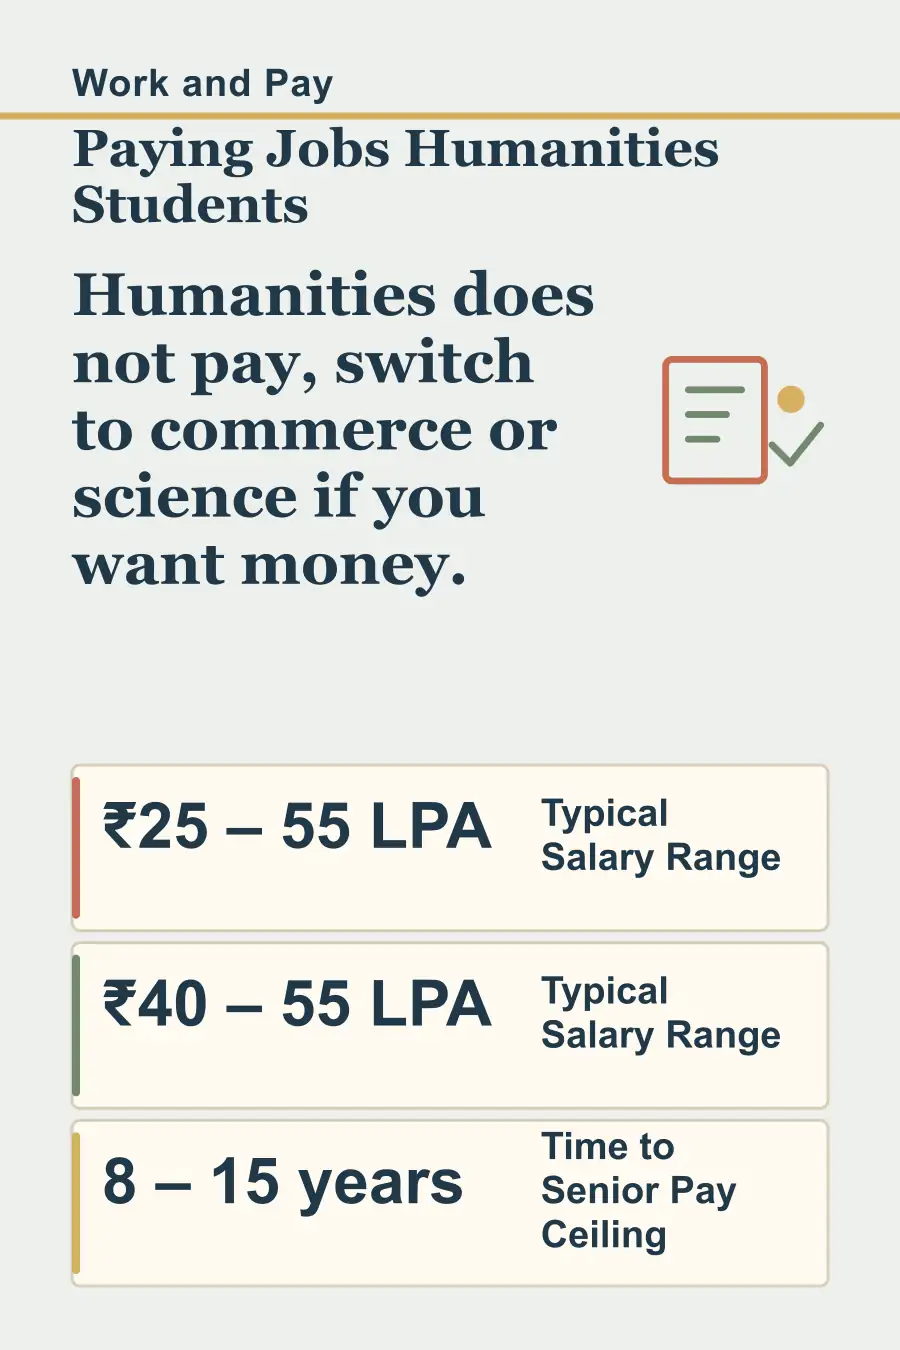 Work and Pay
Paying Jobs Humanities
Students
Humanities does
not pay, switch
to commerce or
science if you
want money.
₹25 – 55 LPA
Typical
Salary Range
₹40 – 55 LPA
Typical
Salary Range
8 – 15 years
Time to
Senior Pay
Ceiling